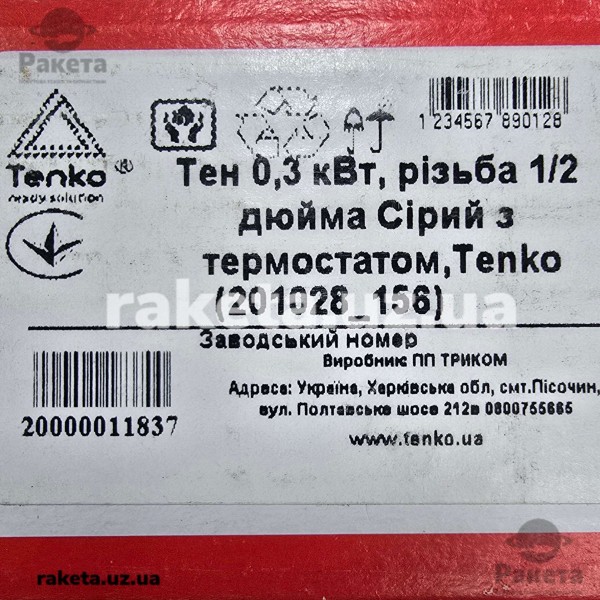 Ракета
1 234567 890128
Tenko ®
ready solution
Тен 0,3 кВт, різьба 1/2
дюйма Сірий з
термостатом,Tenko
(201028_156)
raketa.uz.ua
Заводський номер
Виробник: ПП ТРИКОМ
Адреса: Україна, Харківська обл, смт.Пісочин,
вул. Полтавське шосе 212в 0800755665
20000011837
www.tenko.ua
raketa.uz.ua
Ракета